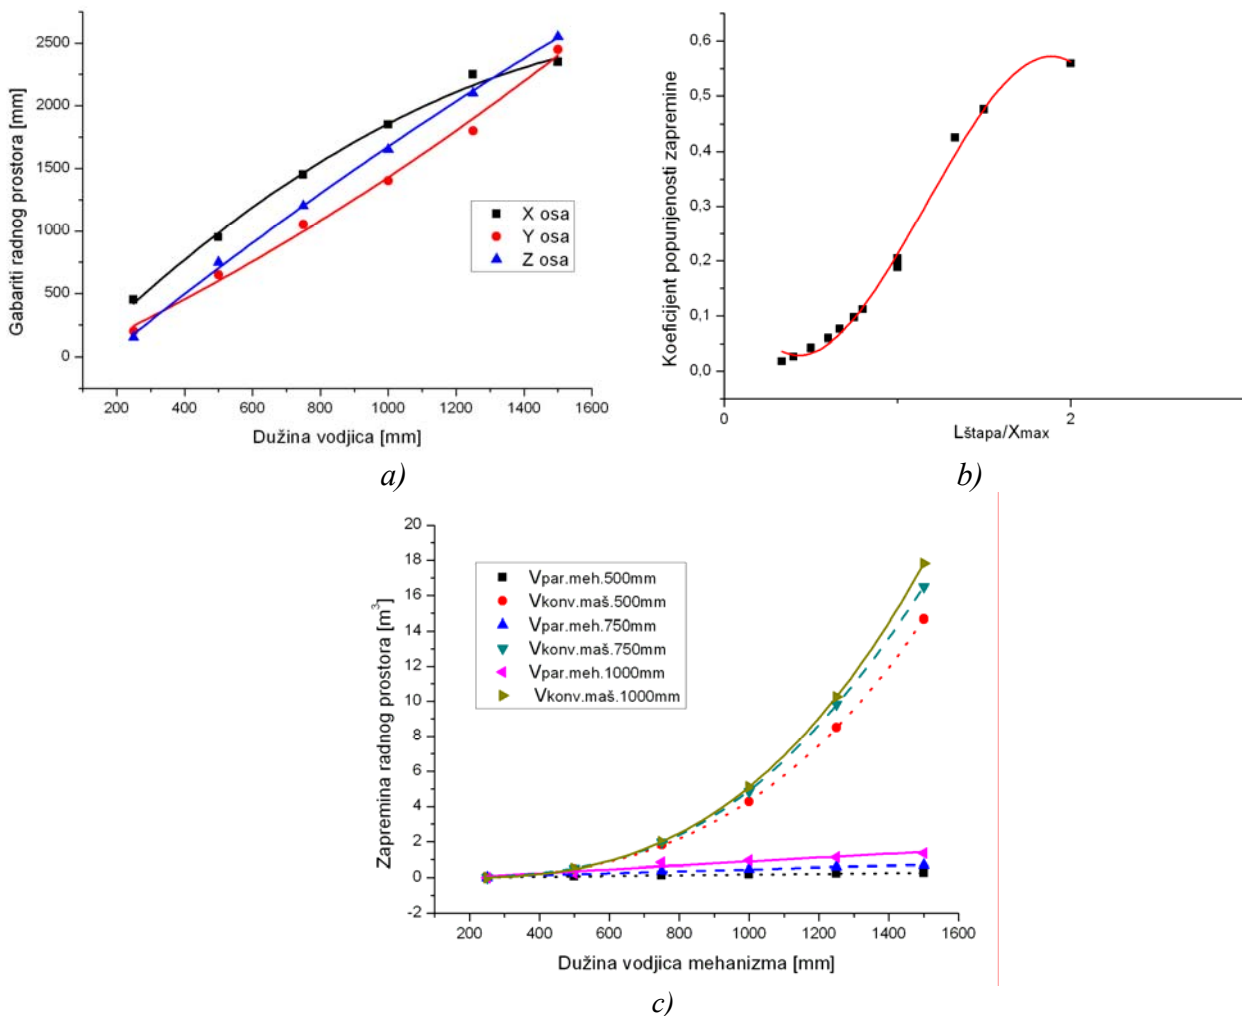 Gabariti radnog prostora [mm]
2500
2000
1500
1000
500
0
200 400 600 800 1000 1200 1400 1600
Dužina vodjica [mm]
X osa
Y osa
Z osa
a)
Koeficijent popunjenosti zapremine
0,6
0,5
0,4
0,3
0,2
0,1
0,0
0 2
Lštapa/Xmax
b)
Zapremina radnog prostora [m³]
20
18
16
14
12
10
8
6
4
2
0
-2
200 400 600 800 1000 1200 1400 1600
Dužina vodjica mehanizma [mm]
Vpar.meh.500mm
Vkonv.maš.500mm
Vpar.meh.750mm
Vkonv.maš.750mm
Vpar.meh.1000mm
Vkonv.maš.1000mm
c)